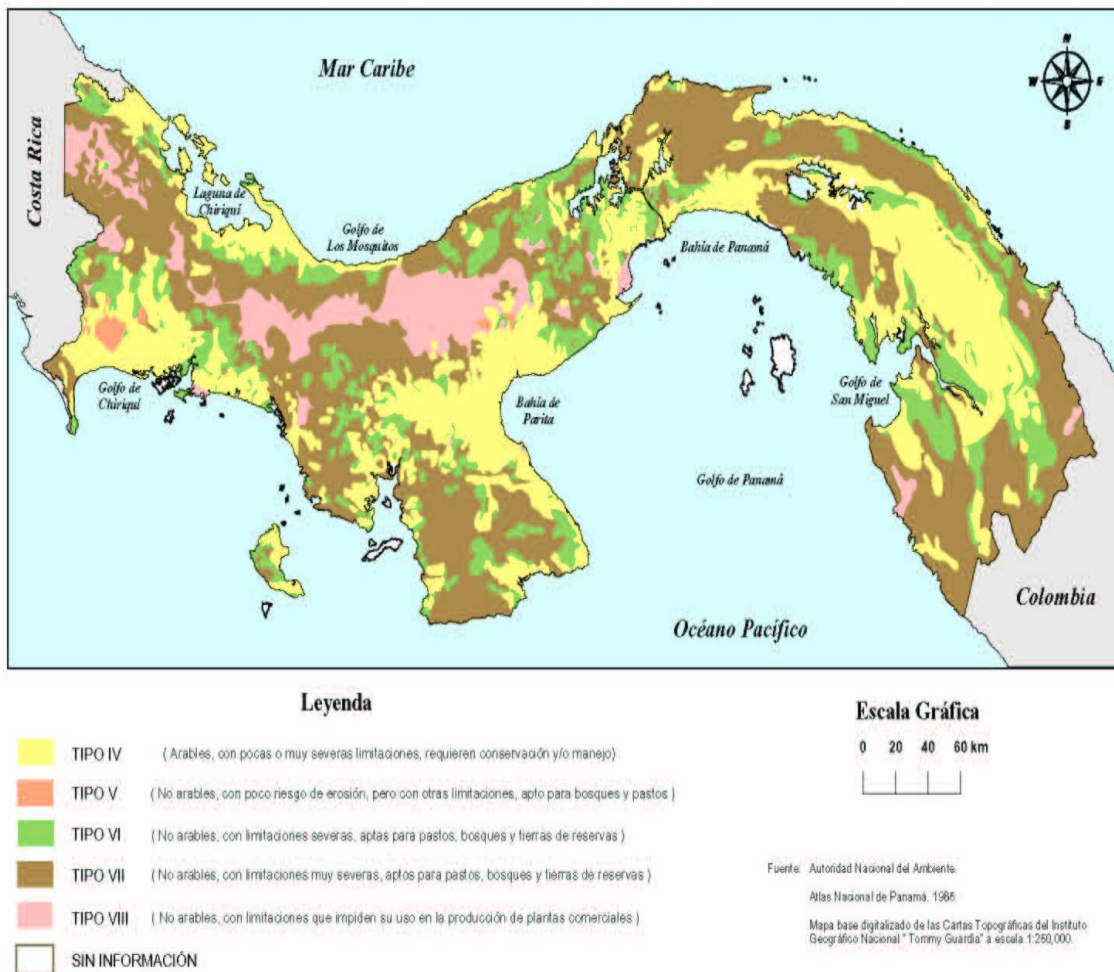 Mar Caribe
N
W
E
S
Costa Rica
Laguna de
Chiriquí
Golfo de
Los Mosquitos
Bahía de Panamá
Golfo de
Chiriquí
Bahía de
Parita
Golfo de
San Miguel
Golfo de Panamá
Colombia
Océano Pacífico
Leyenda
TIPO IV ( Arables, con pocas o muy severas limitaciones, requieren conservación y/o manejo)
TIPO V ( No arables, con poco riesgo de erosión, pero con otras limitaciones, apto para bosques y pastos )
TIPO VI ( No arables, con limitaciones severas, aptas para pastos, bosques y tierras de reservas )
TIPO VII ( No arables, con limitaciones muy severas, aptos para pastos, bosques y tierras de reservas )
TIPO VIII ( No arables, con limitaciones que impiden su uso en la producción de plantas comerciales )
SIN INFORMACIÓN
Escala Gráfica
0 20 40 60 km
Fuente: Autoridad Nacional del Ambiente.
Atlas Nacional de Panamá. 1988.
Mapa base digitalizado de las Cartas Topográficas del Instituto
Geográfico Nacional " Tommy Guardia" a escala 1:250,000.